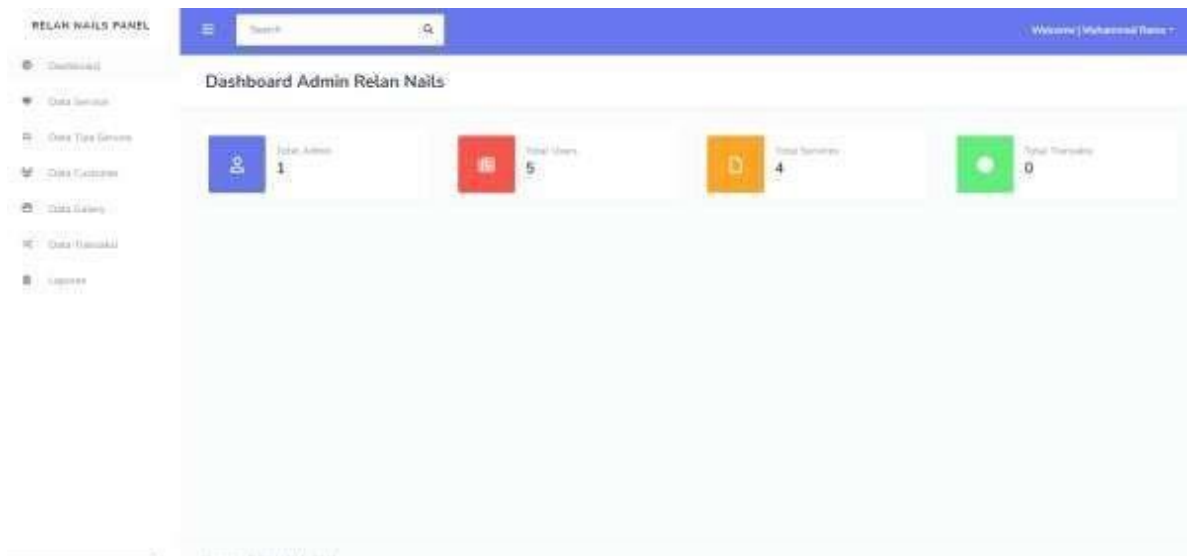 RELAN NAILS PANEL
Dashboard
Data Service
Data Tipe Service
Data Customer
Data Galery
Data Transaksi
Laporan
Search
Welcome | Muhammad
Dashboard Admin Relan Nails
Total Admin
1
Total Users
5
Total Services
4
Total Transaksi
0